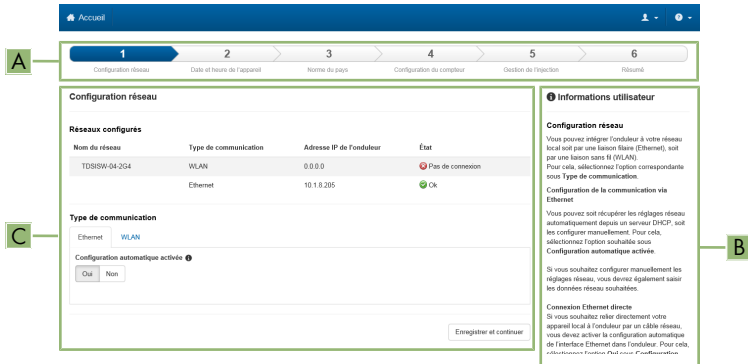 Accueil
A
1 2 3 4 5 6
Configuration réseau Date et heure de l'appareil Norme du pays Configuration du compteur Gestion de l'injection Résumé
Configuration réseau
Réseaux configurés
Nom du réseau Type de communication Adresse IP de l'onduleur État
TDSISW-04-2G4 WLAN 0.0.0.0 Pas de connexion
Ethernet 10.1.8.205 Ok
C
Type de communication
Ethernet WLAN
Configuration automatique activée
Oui Non
Enregistrer et continuer
Informations utilisateur
Configuration réseau
Vous pouvez intégrer l'onduleur à votre réseau
local soit par une liaison filaire (Ethernet), soit
par une liaison sans fil (WLAN).
Pour cela, sélectionnez l'option correspondante
sous Type de communication.
Configuration de la communication via
Ethernet
Vous pouvez soit récupérer les réglages réseau
automatiquement depuis un serveur DHCP, soit
les configurer manuellement. Pour cela,
sélectionnez l'option souhaitée sous
Configuration automatique activée.
B
Si vous souhaitez configurer manuellement les
réglages réseau, vous devrez également saisir
les données réseau souhaitées.
Connexion Ethernet directe
Si vous souhaitez relier directement votre
appareil local à l'onduleur par un câble réseau,
vous devez activer la configuration automatique
de l'interface Ethernet dans l'onduleur. Pour cela,
sélectionnez l'option Oui sous Configuration